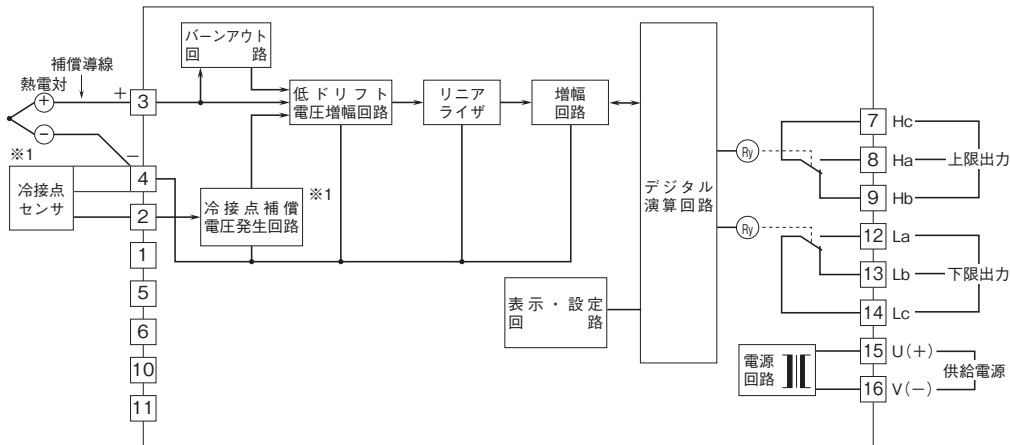 バーンアウト
回　　路
補償導線
熱電対
+
+
3
−
−
※1
4
冷接点
センサ
2
1
5
6
10
11
低ドリフト
電圧増幅回路
リニア
ライザ
増幅
回路
冷接点補償
電圧発生回路
※1
デジタル
演算回路
表示・設定
回　　路
Ry
Ry
7 Hc
8 Ha 上限出力
9 Hb
12 La
13 Lb 下限出力
14 Lc
電源
回路
15 U(+)
供給電源
16 V(−)